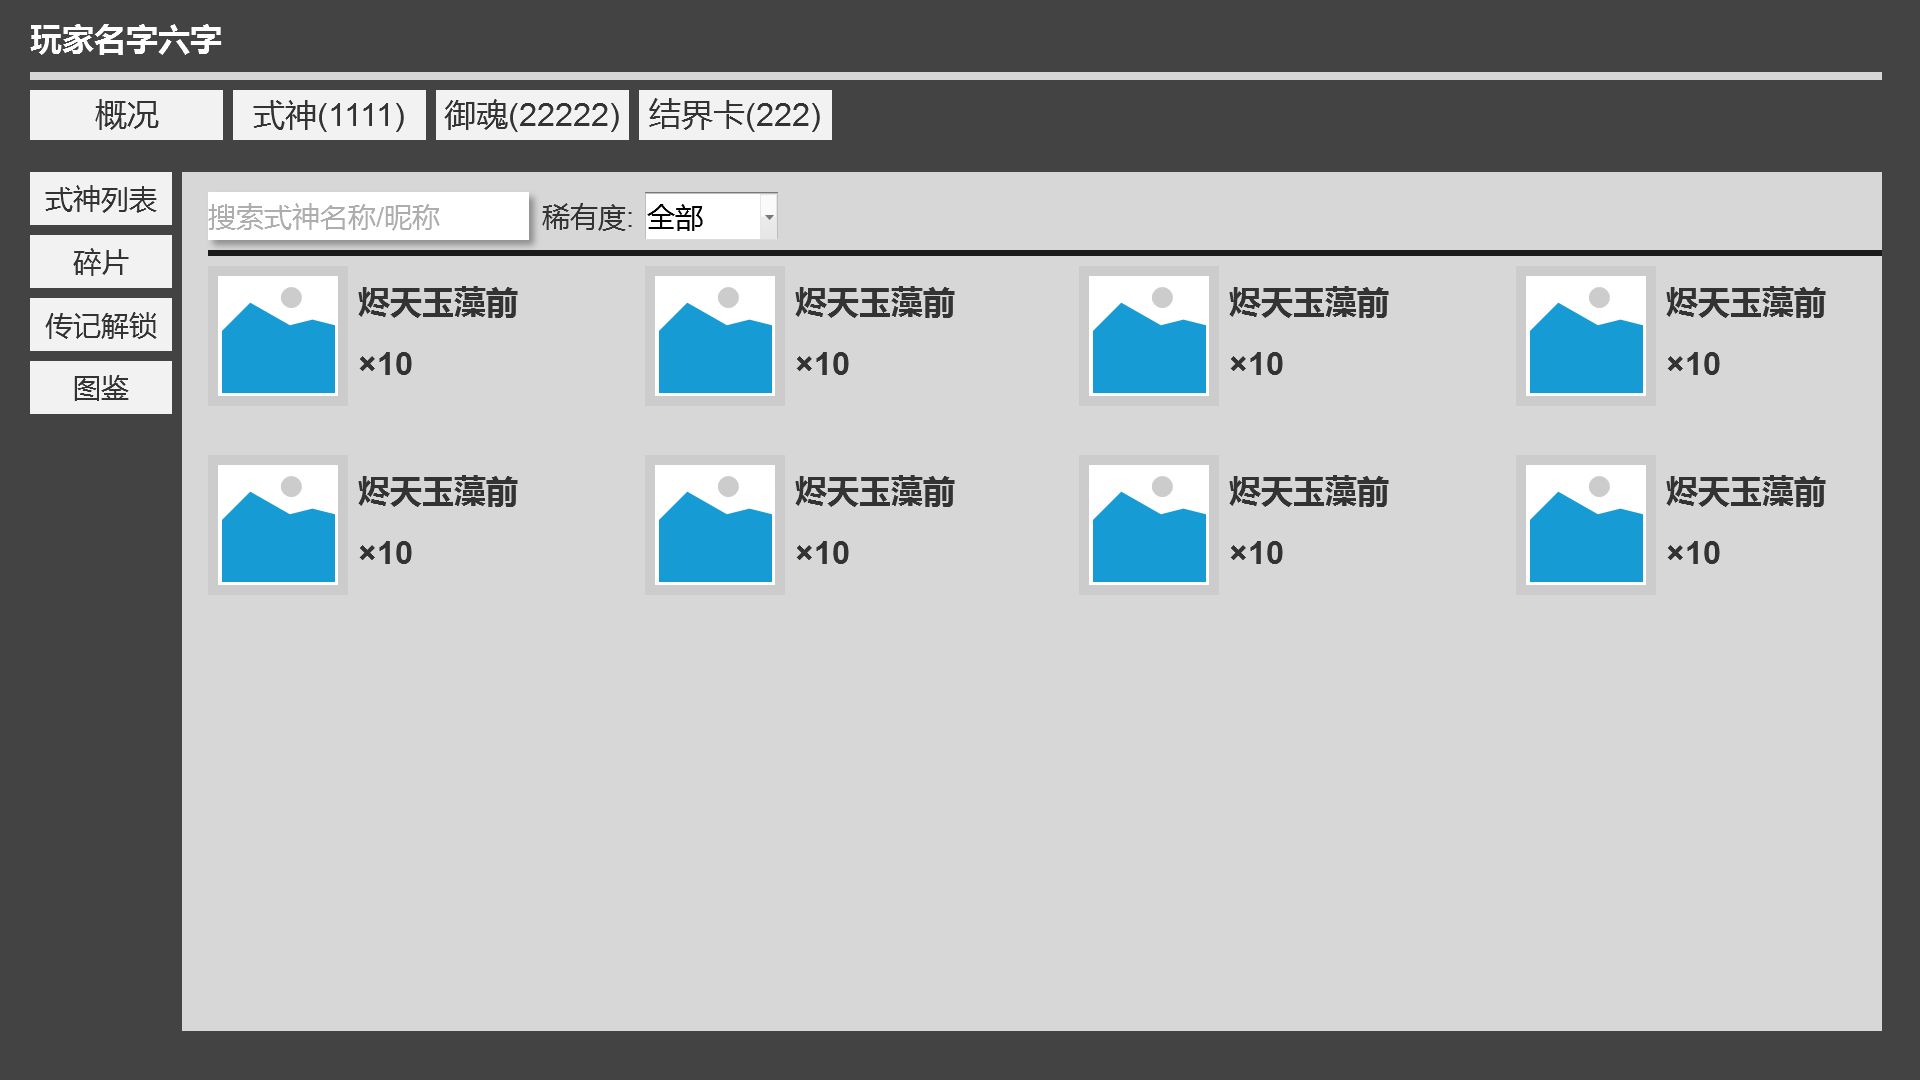 玩家名字六字
概况 式神(1111) 御魂(22222) 结界卡(222)
式神列表
碎片
传记解锁
图鉴
搜索式神名称/昵称 稀有度: 全部
烬天玉藻前 烬天玉藻前 烬天玉藻前 烬天玉藻前
×10 ×10 ×10 ×10
烬天玉藻前 烬天玉藻前 烬天玉藻前 烬天玉藻前
×10 ×10 ×10 ×10